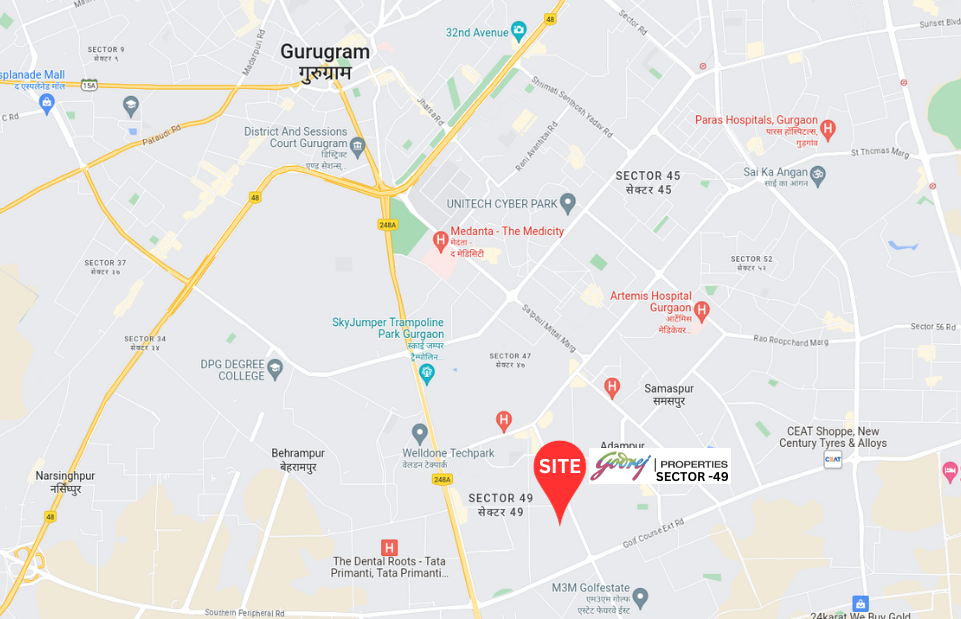 48
32nd Avenue
Sector Rd
Sunset Blvd
Gurugram
गुरुग्राम
SECTOR 9
सेक्टर ९
Madanpuri Rd
splanade Mall
द एस्प्लेनेड मॉल
15A
C Rd
Pataudi Rd
Jharsa Rd
Shrimati Santosh Yadav Rd
Rani Avantibai Rd
Paras Hospitals, Gurgaon
पारस हॉस्पिटल्स,
गुड़गांव
St Thomas Marg
District And Sessions
Court Gurugram
डिस्ट्रिक्ट
एण्ड सेशन्स...
SECTOR 45
सेक्टर 45
Sai Ka Angan
साईं का आंगन
48
UNITECH CYBER PARK
248A
Medanta - The Medicity
मेदंता -
द मेडिसिटी
SECTOR 37
सेक्टर ३७
SECTOR 52
सेक्टर ५२
Artemis Hospital
Gurgaon
आर्टेमिस
मेडिकेयर...
Satpaul Mittal Marg
SkyJumper Trampoline
Park Gurgaon
स्काई जम्पर
ट्रैम्पोलिन...
Sector 56 Rd
Rao Roopchand Marg
SECTOR 34
सेक्टर ३४
SECTOR 47
सेक्टर ४७
DPG DEGREE
COLLEGE
Samaspur
समसपुर
CEAT Shoppe, New
Century Tyres & Alloys
CEAT
Adampur
Behrampur
बेहरामपुर
Welldone Techpark
वेलडन टेक्पार्क
SITE
Godrej | PROPERTIES
SECTOR -49
Narsinghpur
नर्सिंघपुर
248A
SECTOR 49
सेक्टर 49
48
Golf Course Ext Rd
The Dental Roots - Tata
Primanti, Tata Primanti...
M3M Golfestate
एम३एम गोल्फ
एस्टेट फेयरवे ईस्ट
Southern Peripheral Rd
24karat We Buy Gold